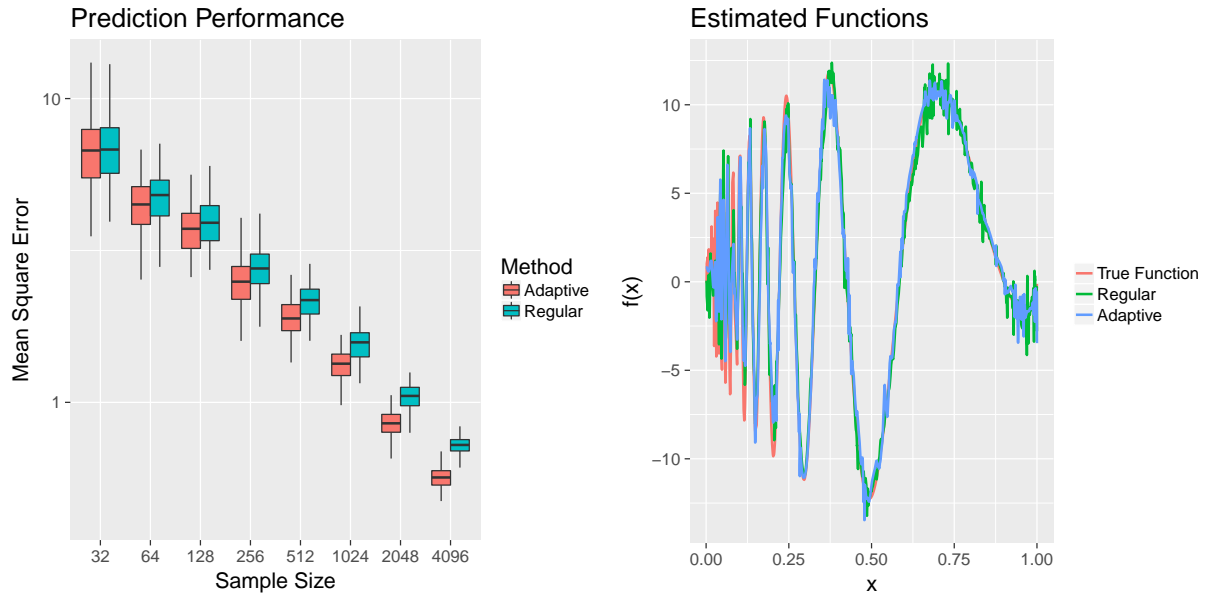 Prediction Performance
Mean Square Error
10
1
32 64 128 256 512 1024 2048 4096
Sample Size
Method
Adaptive
Regular
Estimated Functions
f(x)
10
5
0
−5
−10
0.00 0.25 0.50 0.75 1.00
x
True Function
Regular
Adaptive